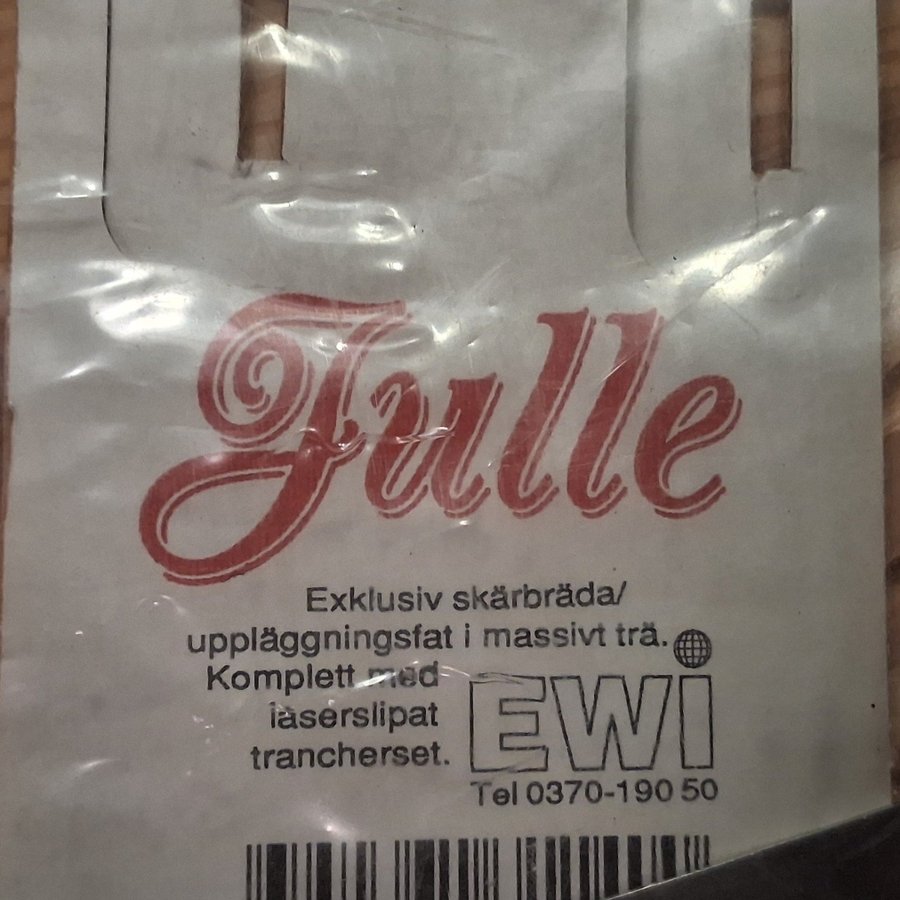 Julle
Exklusiv skärbräda/
uppläggningsfat i massivt trä.
Komplett med
laserslipat
trancherset.
EWI
Tel 0370-190 50